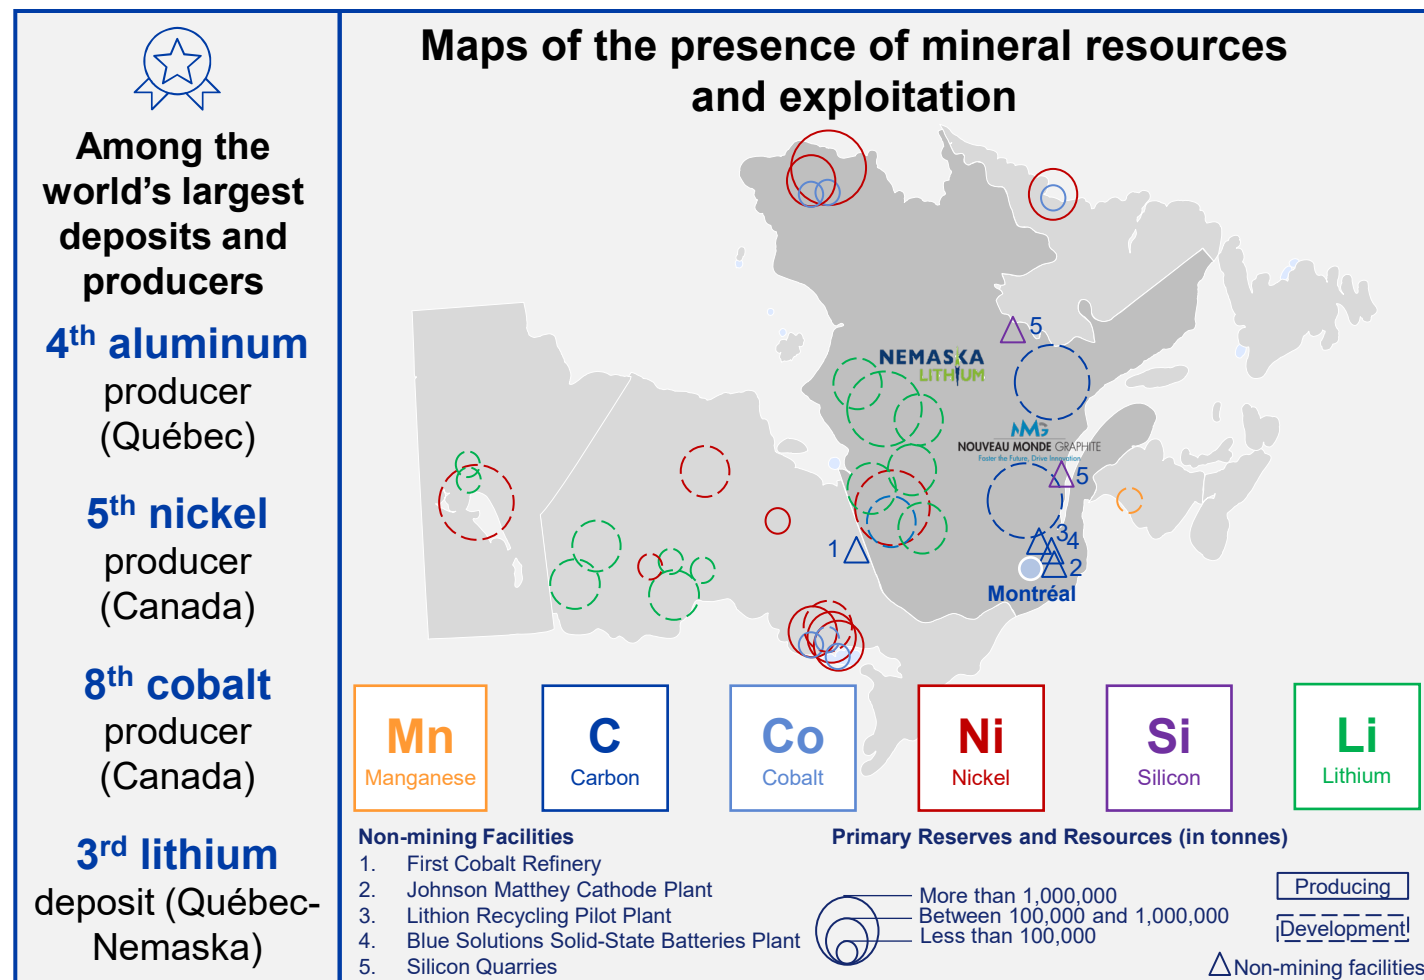 Among the
world’s largest
deposits and
producers
4th aluminum
producer
(Québec)
5th nickel
producer
(Canada)
8th cobalt
producer
(Canada)
3rd lithium
deposit (Québec-
Nemaska)
Maps of the presence of mineral resources
and exploitation
5
NEMASKA
LITHIUM
NMG
NOUVEAU MONDE GRAPHITE
Foster the Future, Drive Innovation
5
3
4
1
2
Montréal
Mn
Manganese
C
Carbon
Co
Cobalt
Ni
Nickel
Si
Silicon
Li
Lithium
Non-mining Facilities
1. First Cobalt Refinery
2. Johnson Matthey Cathode Plant
3. Lithion Recycling Pilot Plant
4. Blue Solutions Solid-State Batteries Plant
5. Silicon Quarries
Primary Reserves and Resources (in tonnes)
More than 1,000,000
Between 100,000 and 1,000,000
Less than 100,000
Producing
Development
Non-mining facilities